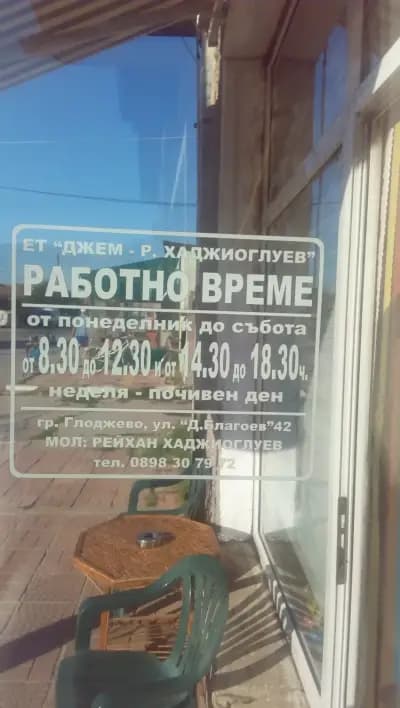 ЕТ "ДЖЕМ - Р. ХАДЖИОГЛУЕВ"
РАБОТНО ВРЕМЕ
от понеделник до събота
от 8.30 до 12.30 и от 14.30 до 18.30 ч.
неделя - почивен ден
гр. Глоджево, ул. "Д.Благоев"42
МОЛ: РЕЙХАН ХАДЖИОГЛУЕВ
тел. 0898 30 79 72